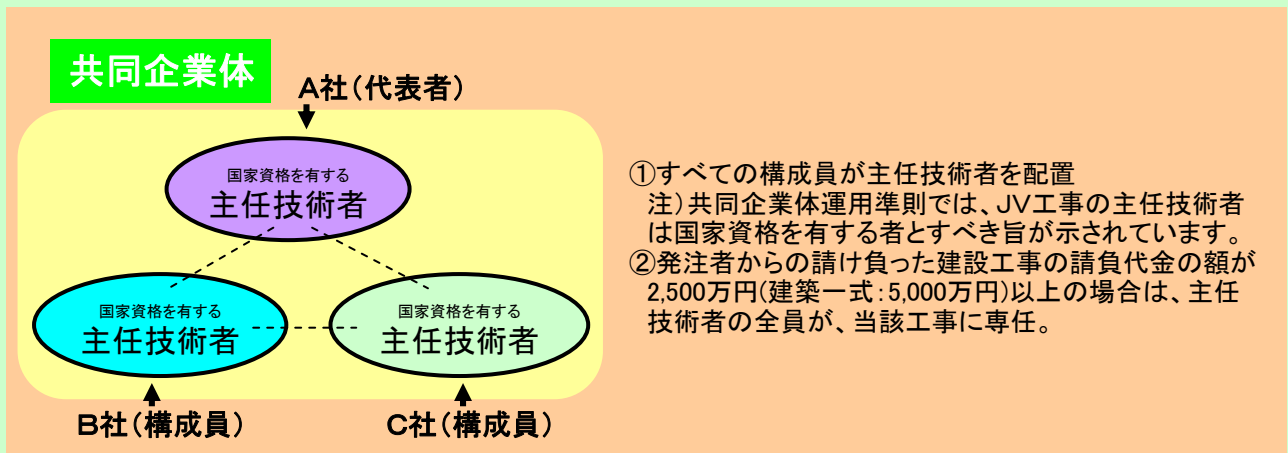 共同企業体
A社(代表者)
国家資格を有する
主任技術者
国家資格を有する
主任技術者
国家資格を有する
主任技術者
B社(構成員)
C社(構成員)
①すべての構成員が主任技術者を配置
注)共同企業体運用準則では、JV工事の主任技術者
は国家資格を有する者とすべき旨が示されています。
②発注者からの請け負った建設工事の請負代金の額が
2,500万円(建築一式:5,000万円)以上の場合は、主任
技術者の全員が、当該工事に専任。